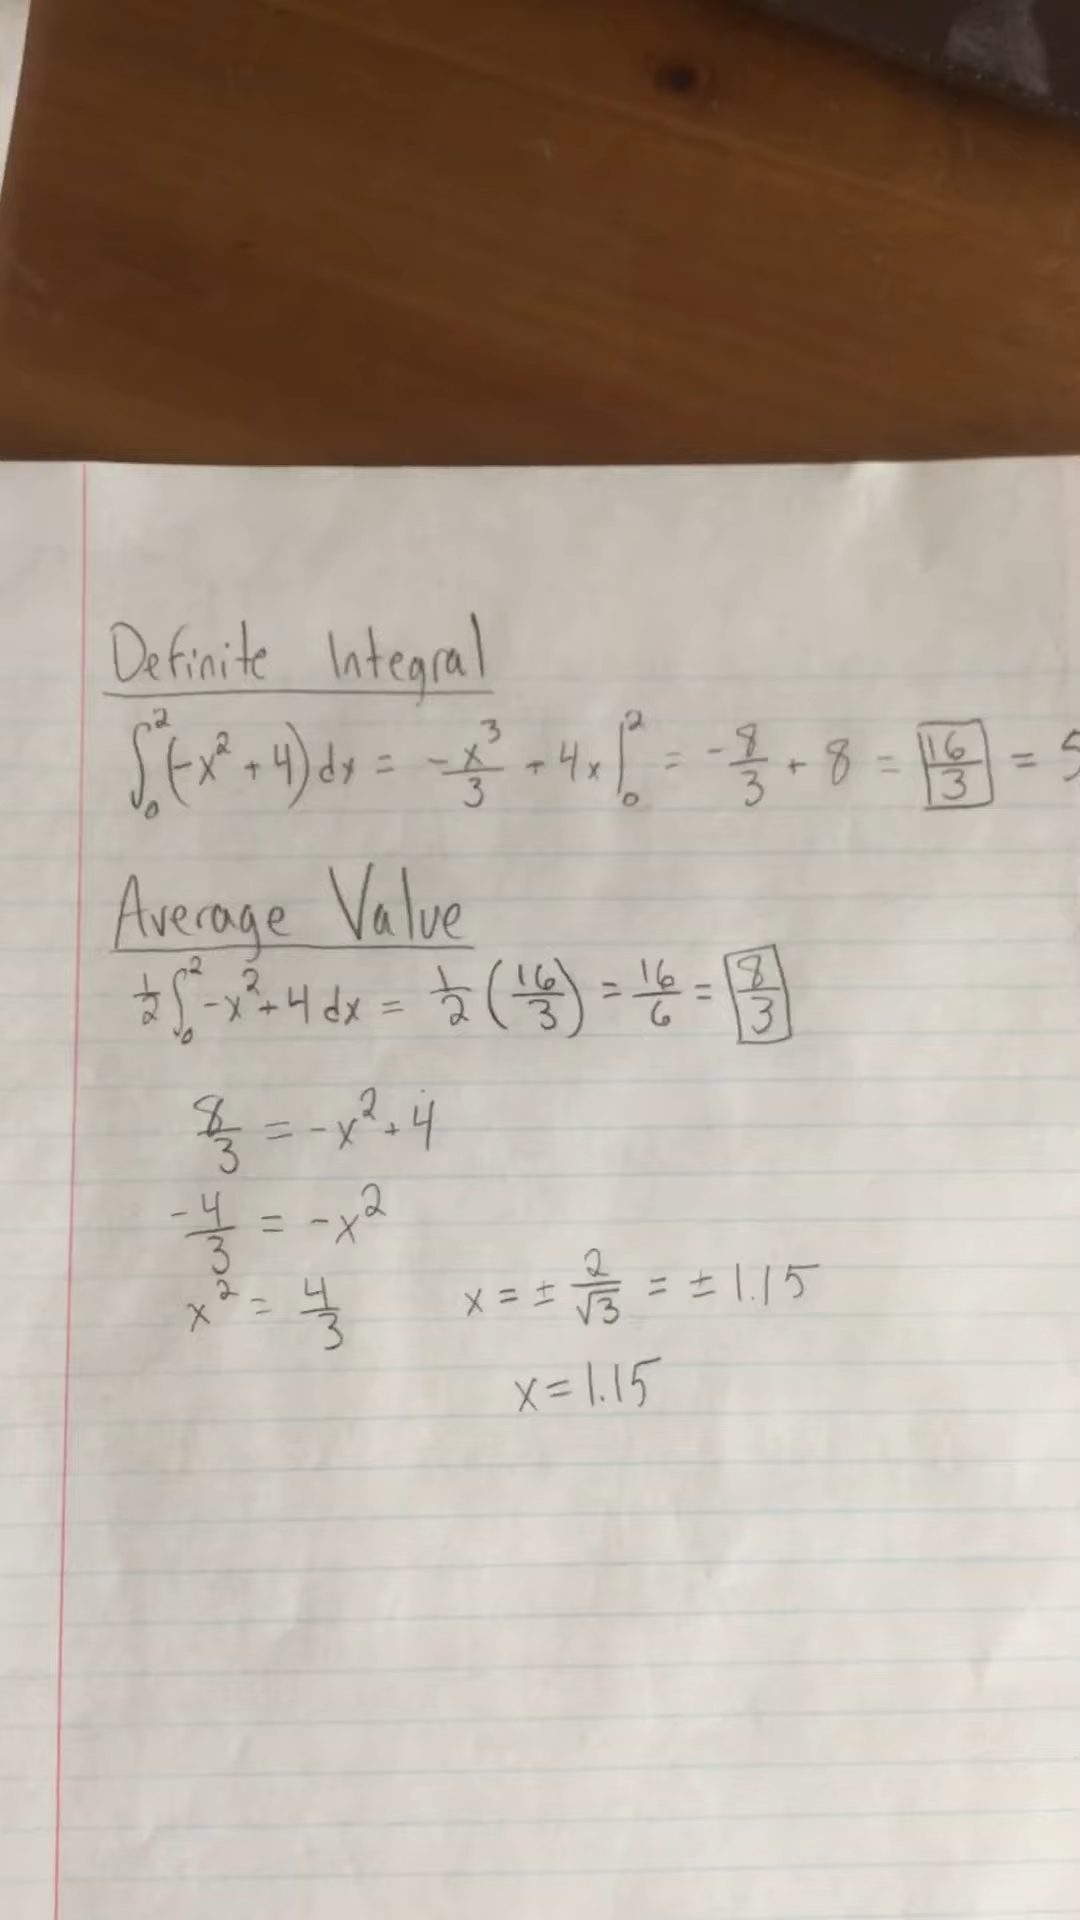 Definite Integral
∫₀² (-x² + 4) dx = -x³/3 + 4x |₀² = -8/3 + 8 = 16/3 = 5
Average Value
1/2 ∫₀² -x² + 4 dx = 1/2 (16/3) = 16/6 = 8/3
8/3 = -x² + 4
-4/3 = -x²
x² = 4/3 x = ± 2/√3 = ± 1.15
x = 1.15